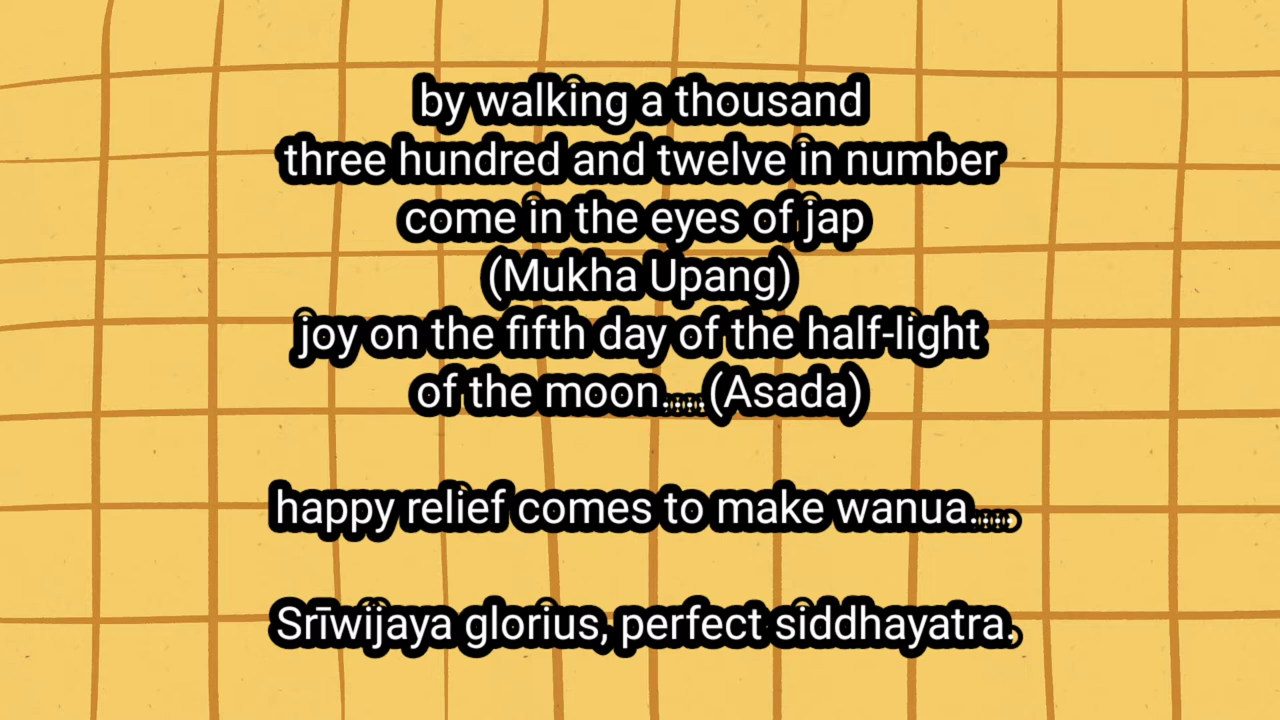 by walking a thousand
three hundred and twelve in number
come in the eyes of jap
(Mukha Upang)
joy on the fifth day of the half-light
of the moon.....(Asada)
happy relief comes to make wanua.....
Srīwijaya glorius, perfect siddhayatra.